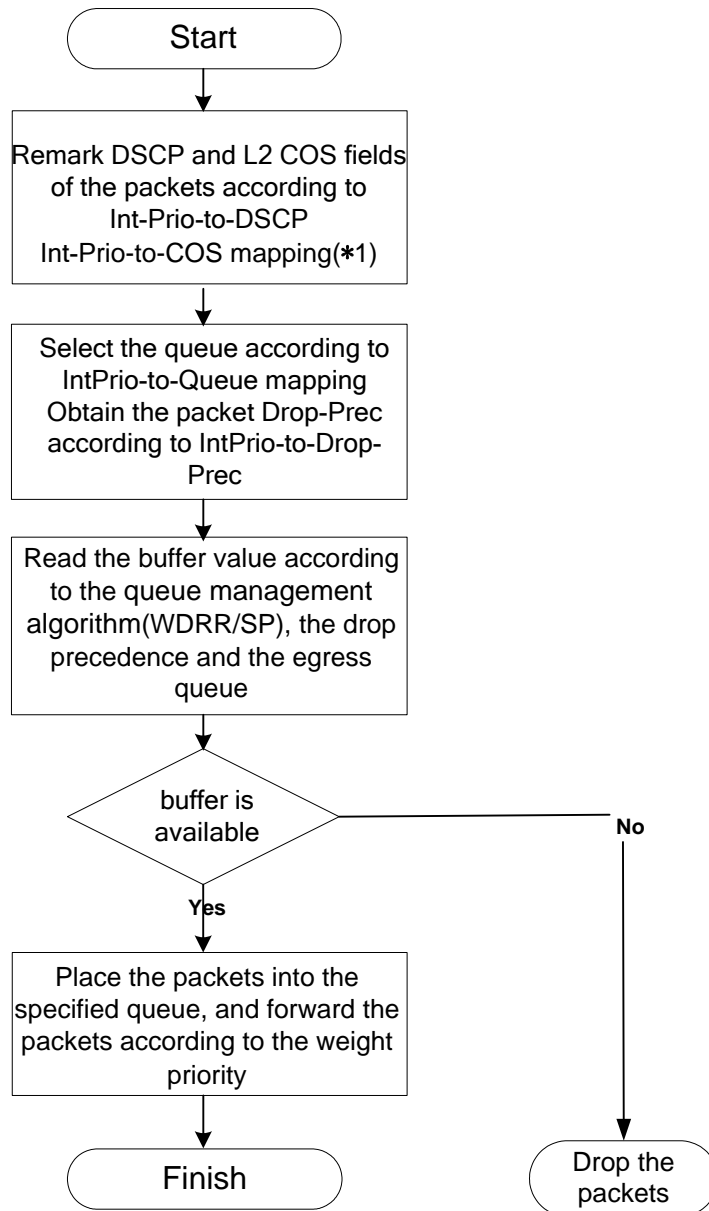 Start
Remark DSCP and L2 COS fields
of the packets according to
Int-Prio-to-DSCP
Int-Prio-to-COS mapping(*1)
Select the queue according to
IntPrio-to-Queue mapping
Obtain the packet Drop-Prec
according to IntPrio-to-Drop-
Prec
Read the buffer value according
to the queue management
algorithm(WDRR/SP), the drop
precedence and the egress
queue
buffer is
available
No
Yes
Place the packets into the
specified queue, and forward the
packets according to the weight
priority
Finish
Drop the
packets